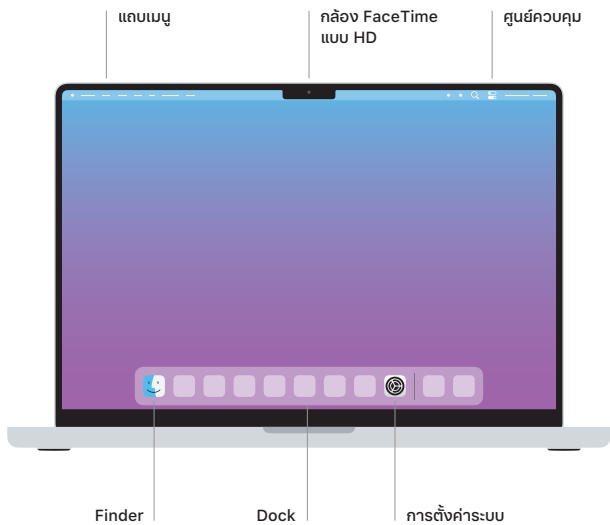 แถบเมนู
กล้อง FaceTime
แบบ HD
ศูนย์ควบคุม
Finder
Dock
การตั้งค่าระบบ